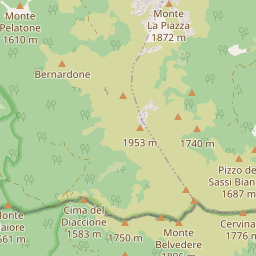 Monte
Pelatone
1610 m
Monte
La Piazza
1872 m
Bernardone
1953 m
1740 m
Pizzo de
Sassi Bian
1687 m
Monte
aiore
561 m
Cima del
Diaccione
1583 m
1750 m
Monte
Belvedere
Cervina
1776 m